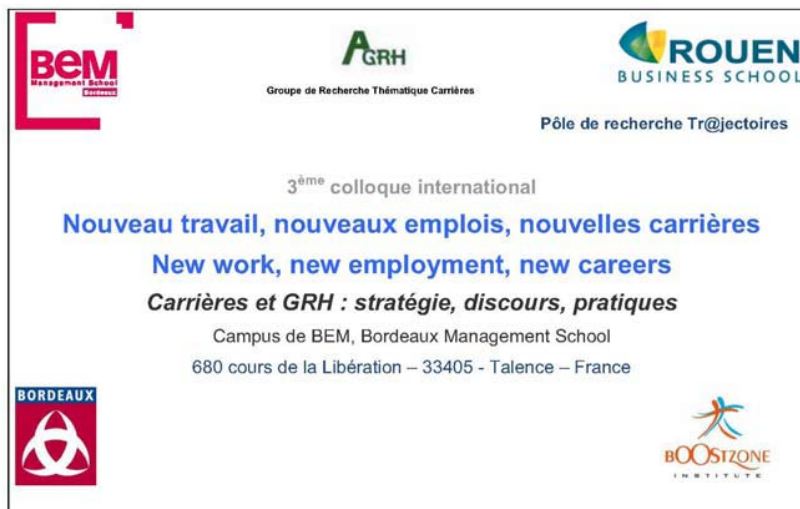 BeM
Management School
Bordeaux
AGRH
Groupe de Recherche Thématique Carrières
ROUEN
BUSINESS SCHOOL
Pôle de recherche Tr@jectoires
3ème colloque international
Nouveau travail, nouveaux emplois, nouvelles carrières
New work, new employment, new careers
Carrières et GRH : stratégie, discours, pratiques
Campus de BEM, Bordeaux Management School
680 cours de la Libération – 33405 - Talence – France
BORDEAUX
BOOSTZONE
INSTITUTE